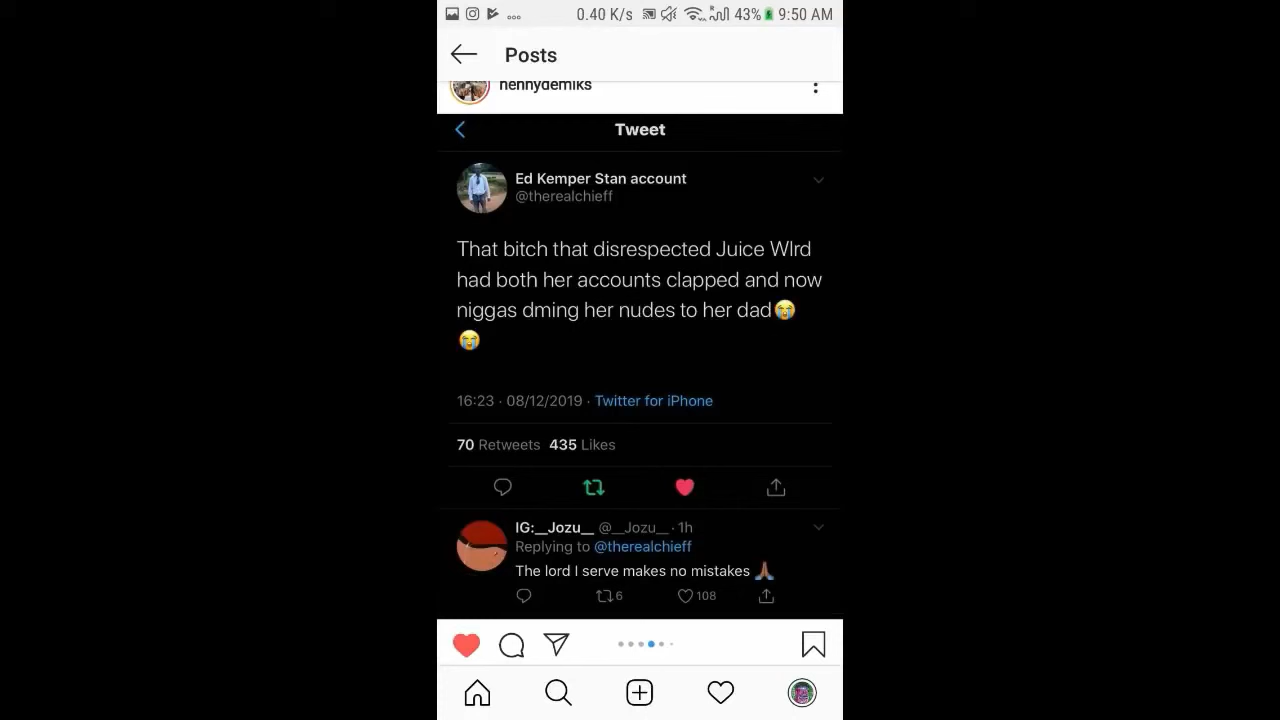 0.40 K/s 43% 9:50 AM
Posts
hennydemiks
Tweet
Ed Kemper Stan account
@therealchieff
That bitch that disrespected Juice Wlrd
had both her accounts clapped and now
niggas dming her nudes to her dad😭
😭
16:23 · 08/12/2019 · Twitter for iPhone
70 Retweets 435 Likes
IG:__Jozu__ @__Jozu__ · 1h
Replying to @therealchieff
The lord I serve makes no mistakes 🙏🏾
6 108